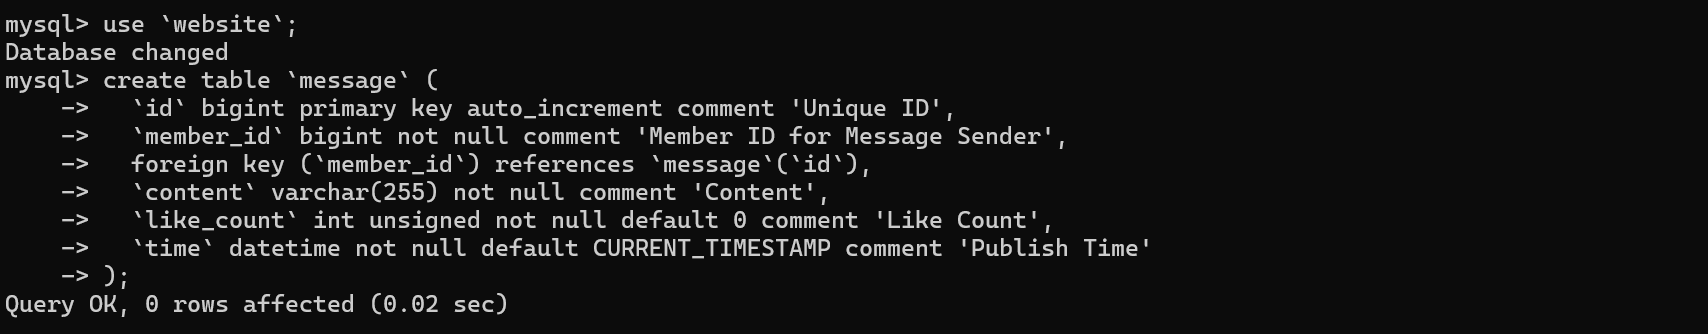 mysql> use `website`;
Database changed
mysql> create table `message` (
    ->   `id` bigint primary key auto_increment comment 'Unique ID',
    ->   `member_id` bigint not null comment 'Member ID for Message Sender',
    ->   foreign key (`member_id`) references `message`(`id`),
    ->   `content` varchar(255) not null comment 'Content',
    ->   `like_count` int unsigned not null default 0 comment 'Like Count',
    ->   `time` datetime not null default CURRENT_TIMESTAMP comment 'Publish Time'
    -> );
Query OK, 0 rows affected (0.02 sec)